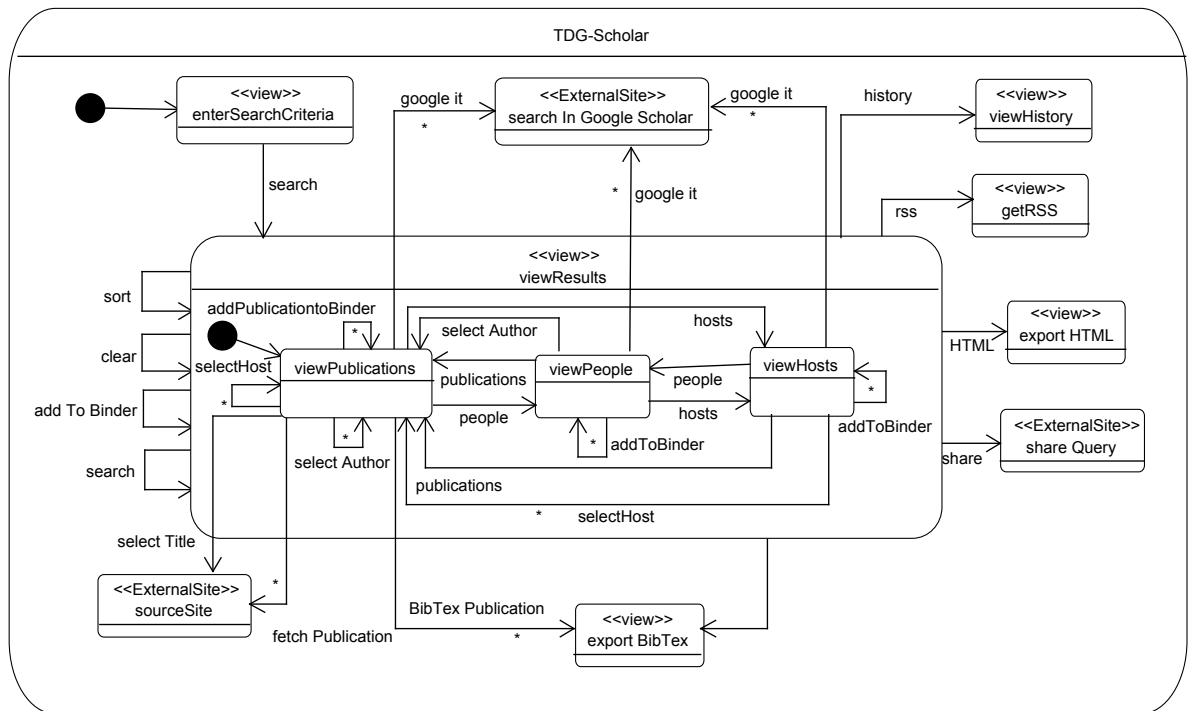 TDG-Scholar
<<view>>
enterSearchCriteria
google it
*
<<ExternalSite>>
search In Google Scholar
google it
*
history
<<view>>
viewHistory
search
*
google it
<<view>>
getRSS
rss
<<view>>
viewResults
sort
addPublicationtoBinder
*
select Author
hosts
<<view>>
export HTML
HTML
clear
selectHost
viewPublications
publications
viewPeople
people
viewHosts
*
*
people
hosts
add To Binder
*
select Author
*
addToBinder
addToBinder
<<ExternalSite>>
share Query
share
search
publications
*
selectHost
select Title
<<ExternalSite>>
sourceSite
*
fetch Publication
BibTex Publication
*
<<view>>
export BibTex